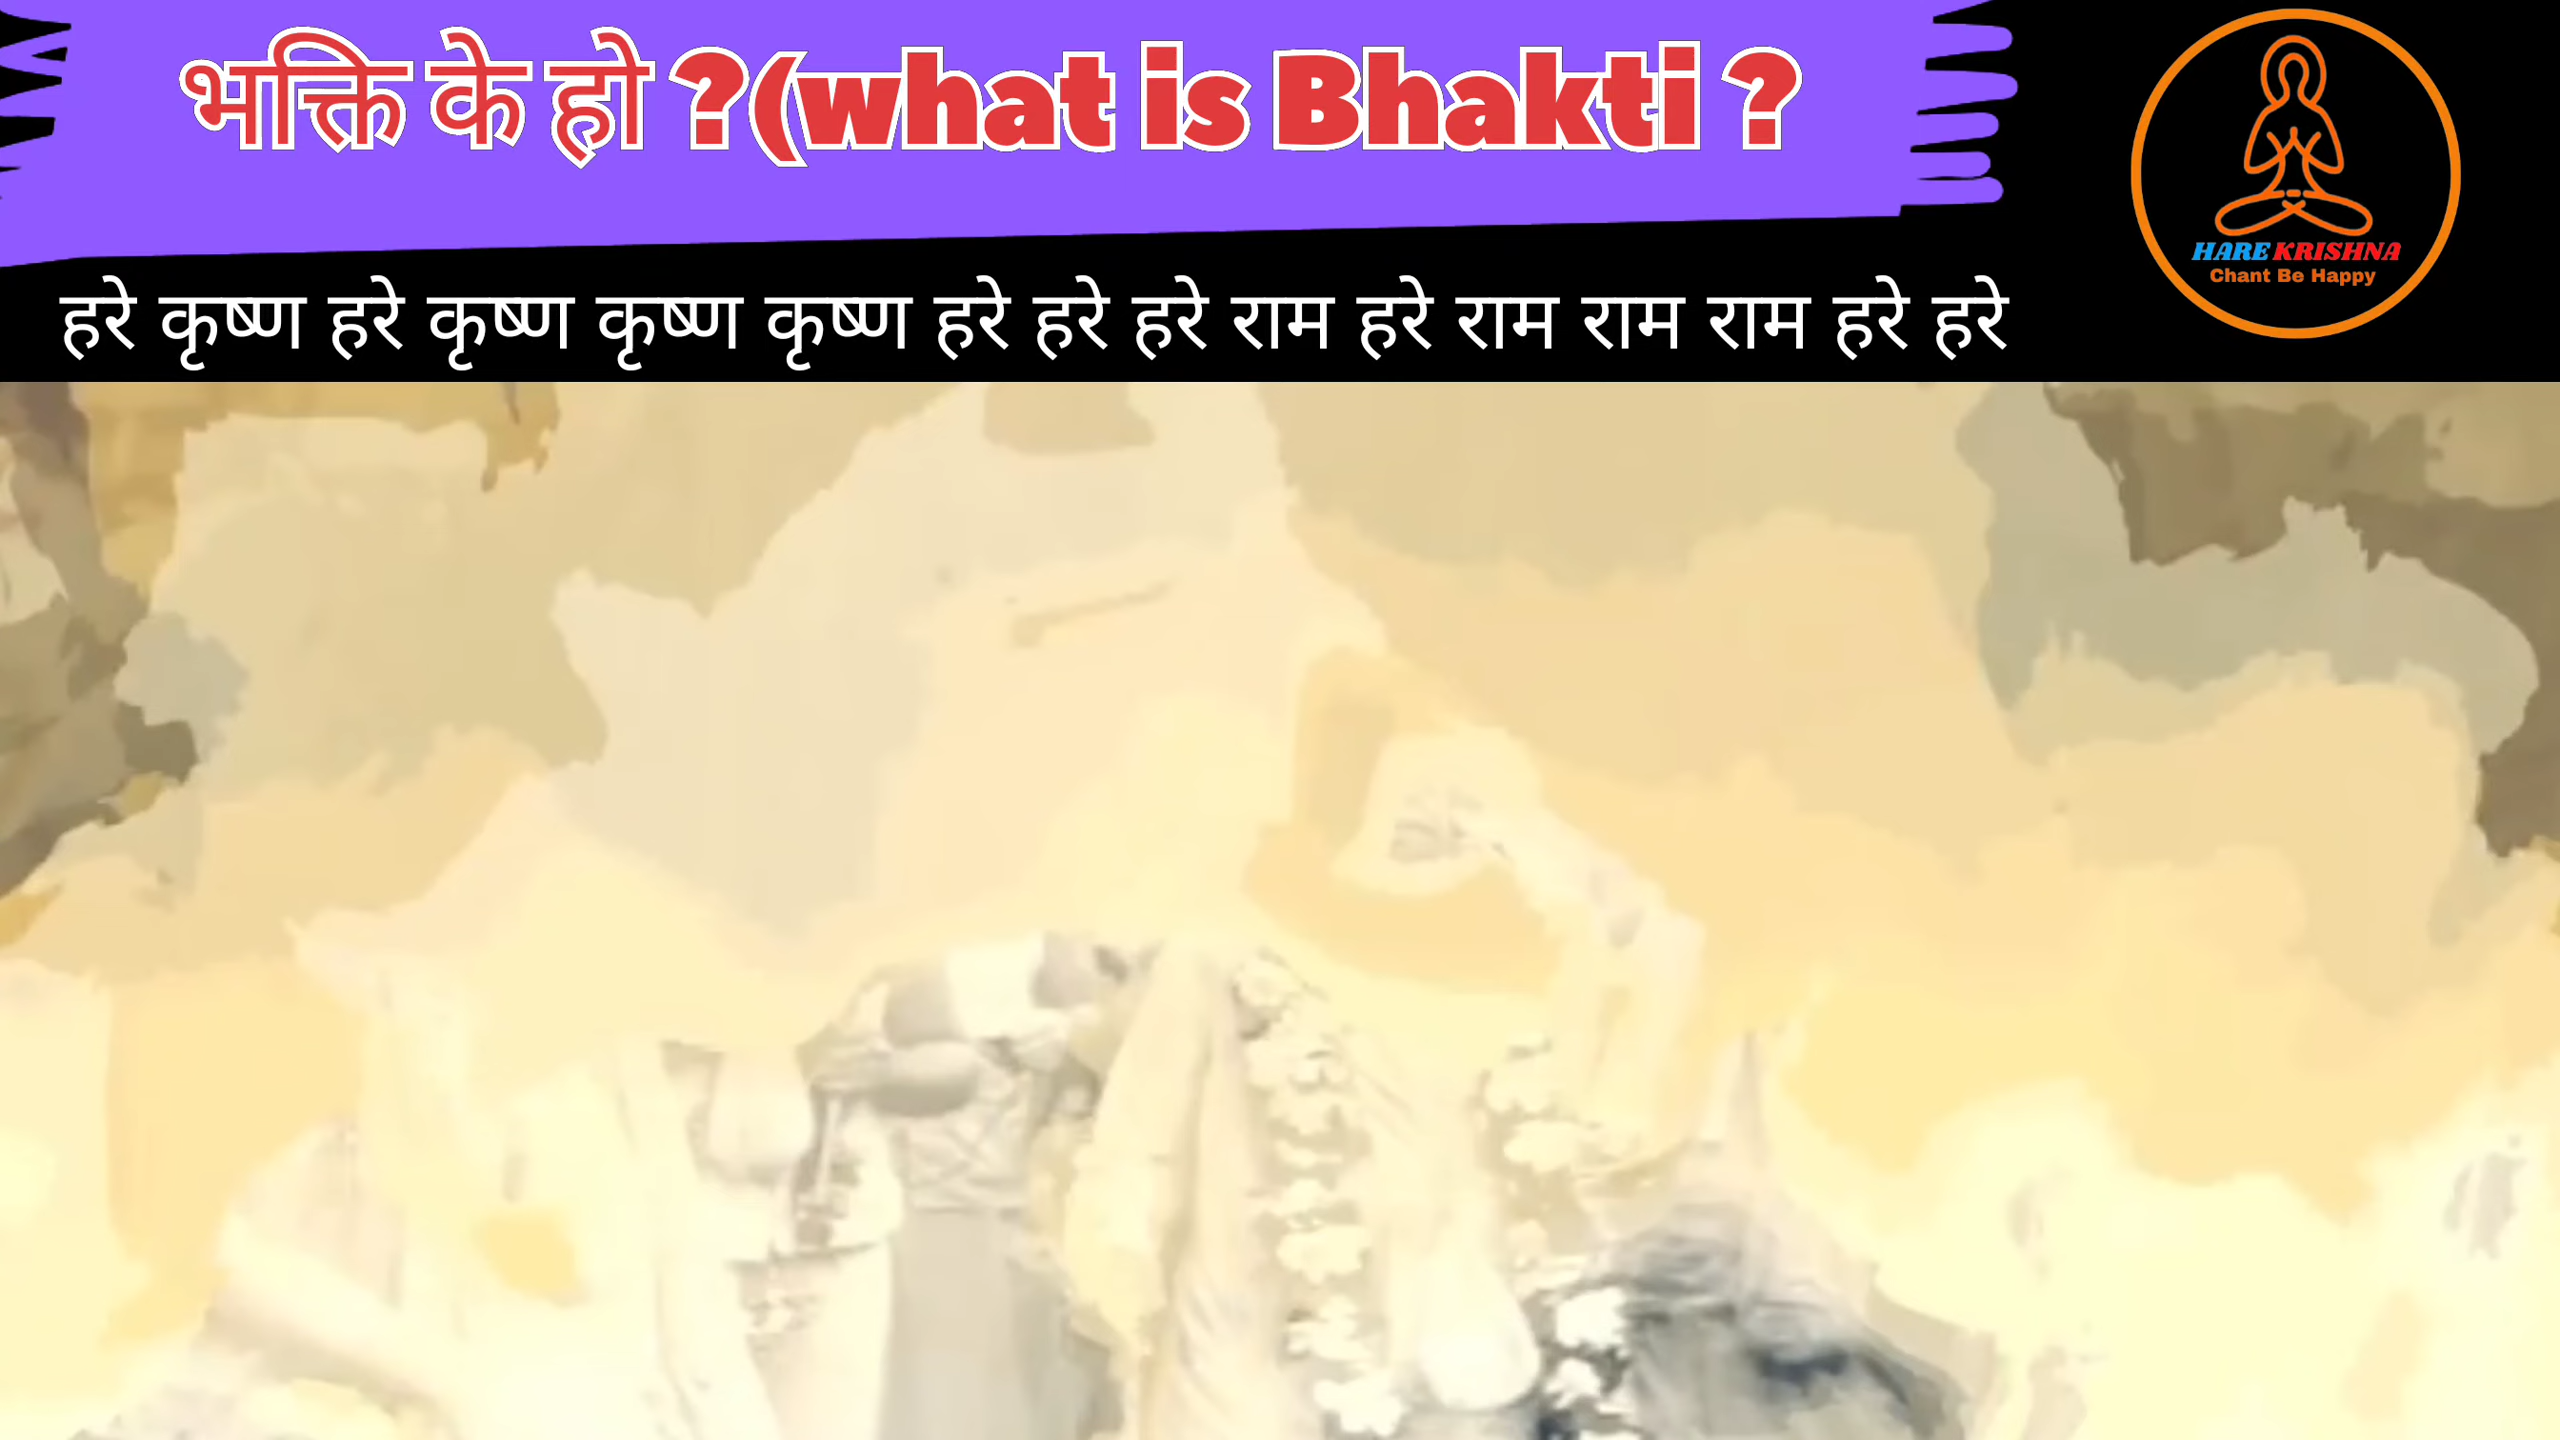 भक्ति के हो ?(what is Bhakti ?
HARE KRISHNA
Chant Be Happy
हरे कृष्ण हरे कृष्ण कृष्ण कृष्ण हरे हरे हरे राम हरे राम राम राम हरे हरे